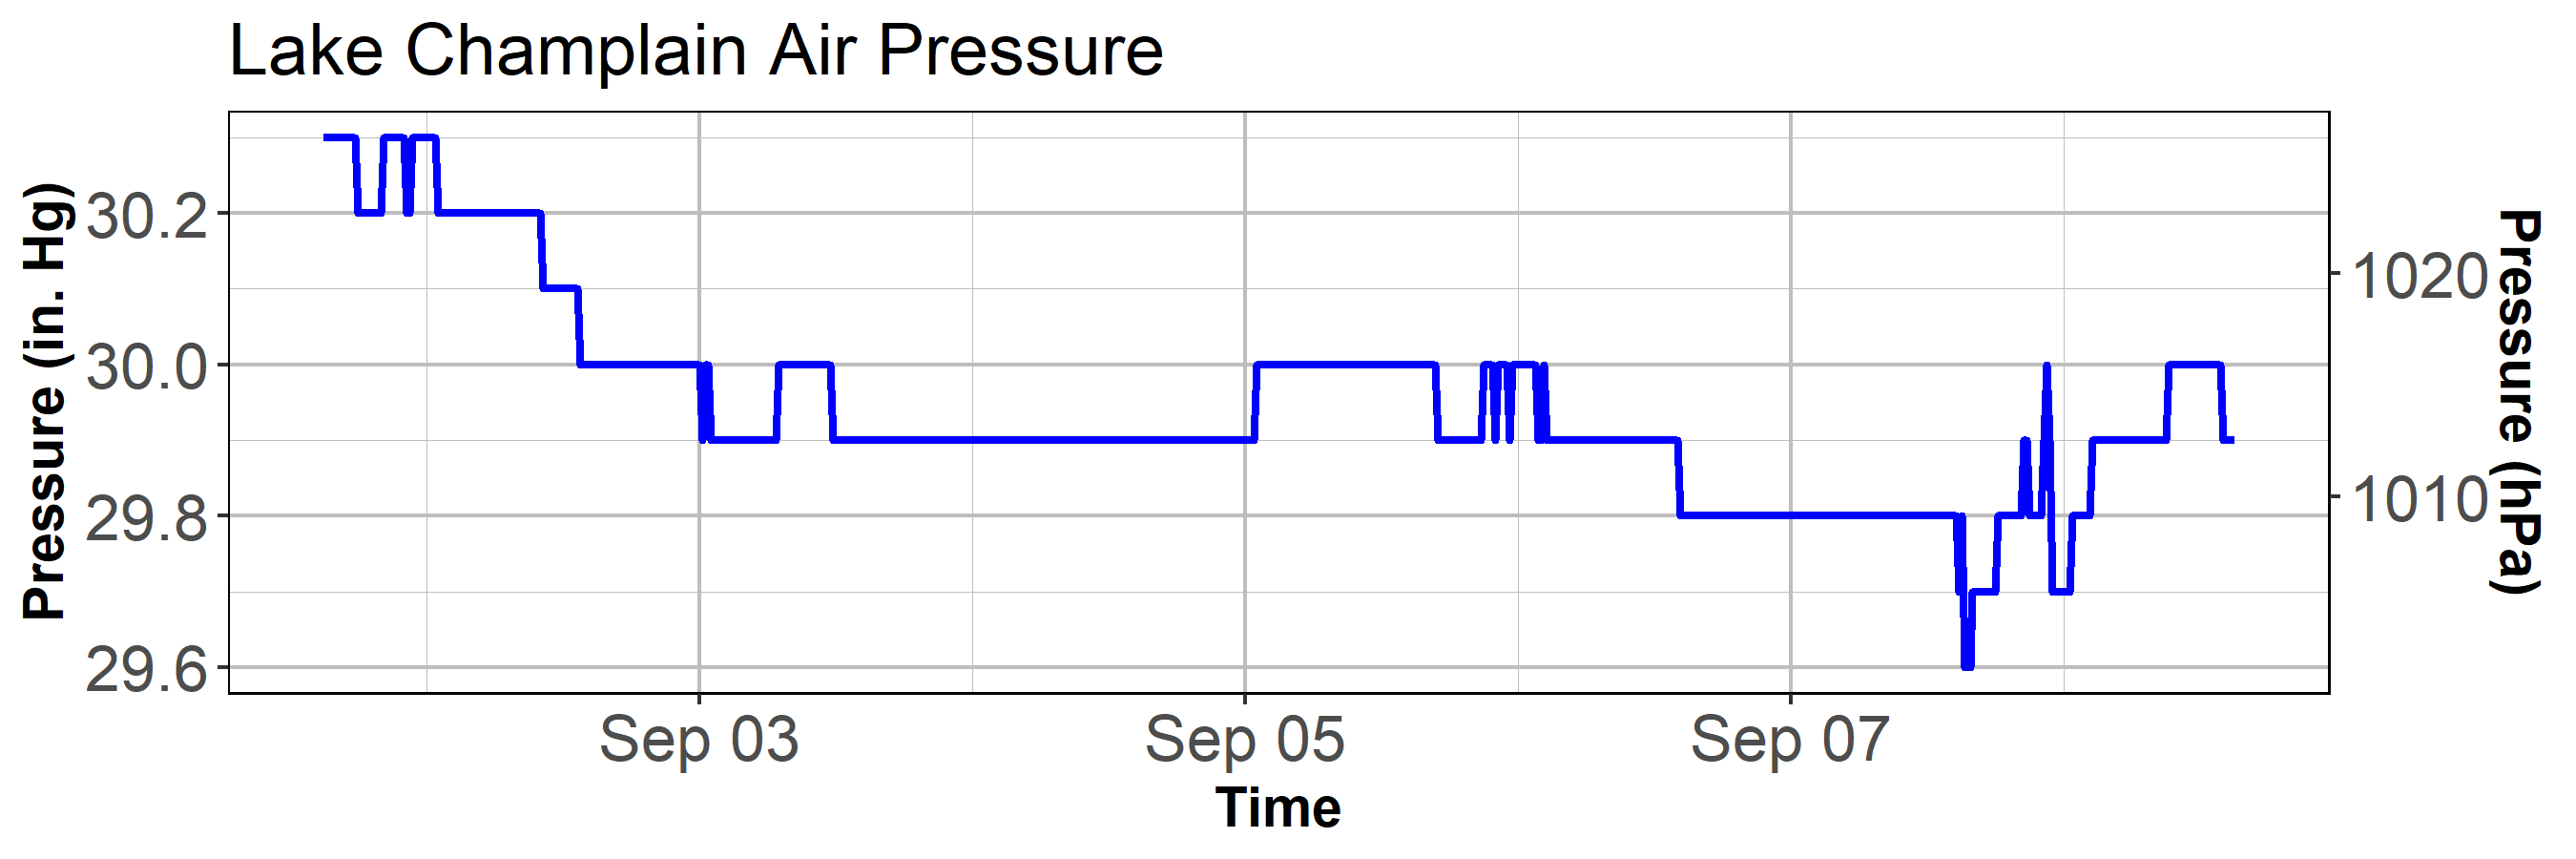 Lake Champlain Air Pressure
Pressure (in. Hg)
30.2
30.0
29.8
29.6
1020
1010
Pressure (hPa)
Sep 03
Sep 05
Sep 07
Time